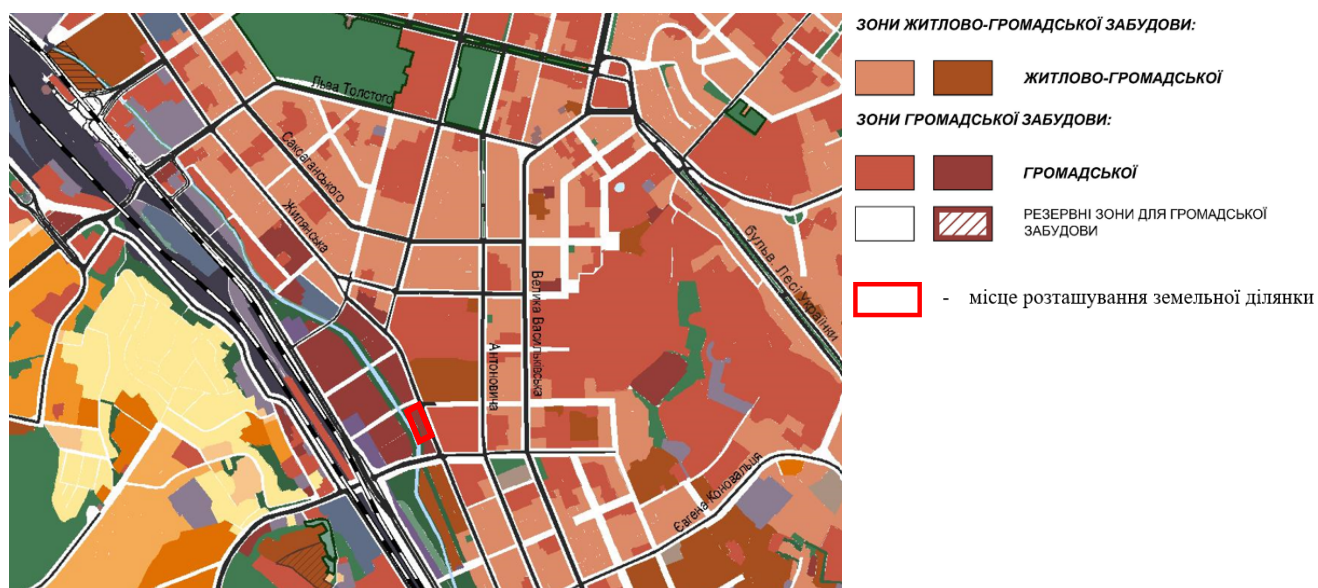 Льва Толстого
Саксаганського
Жилянська
Антоновича
Велика Васильківська
бульв. Лесі Українки
Євгена Коновальця
ЗОНИ ЖИТЛОВО-ГРОМАДСЬКОЇ ЗАБУДОВИ:
ЖИТЛОВО-ГРОМАДСЬКОЇ
ЗОНИ ГРОМАДСЬКОЇ ЗАБУДОВИ:
ГРОМАДСЬКОЇ
РЕЗЕРВНІ ЗОНИ ДЛЯ ГРОМАДСЬКОЇ
ЗАБУДОВИ
- місце розташування земельної ділянки